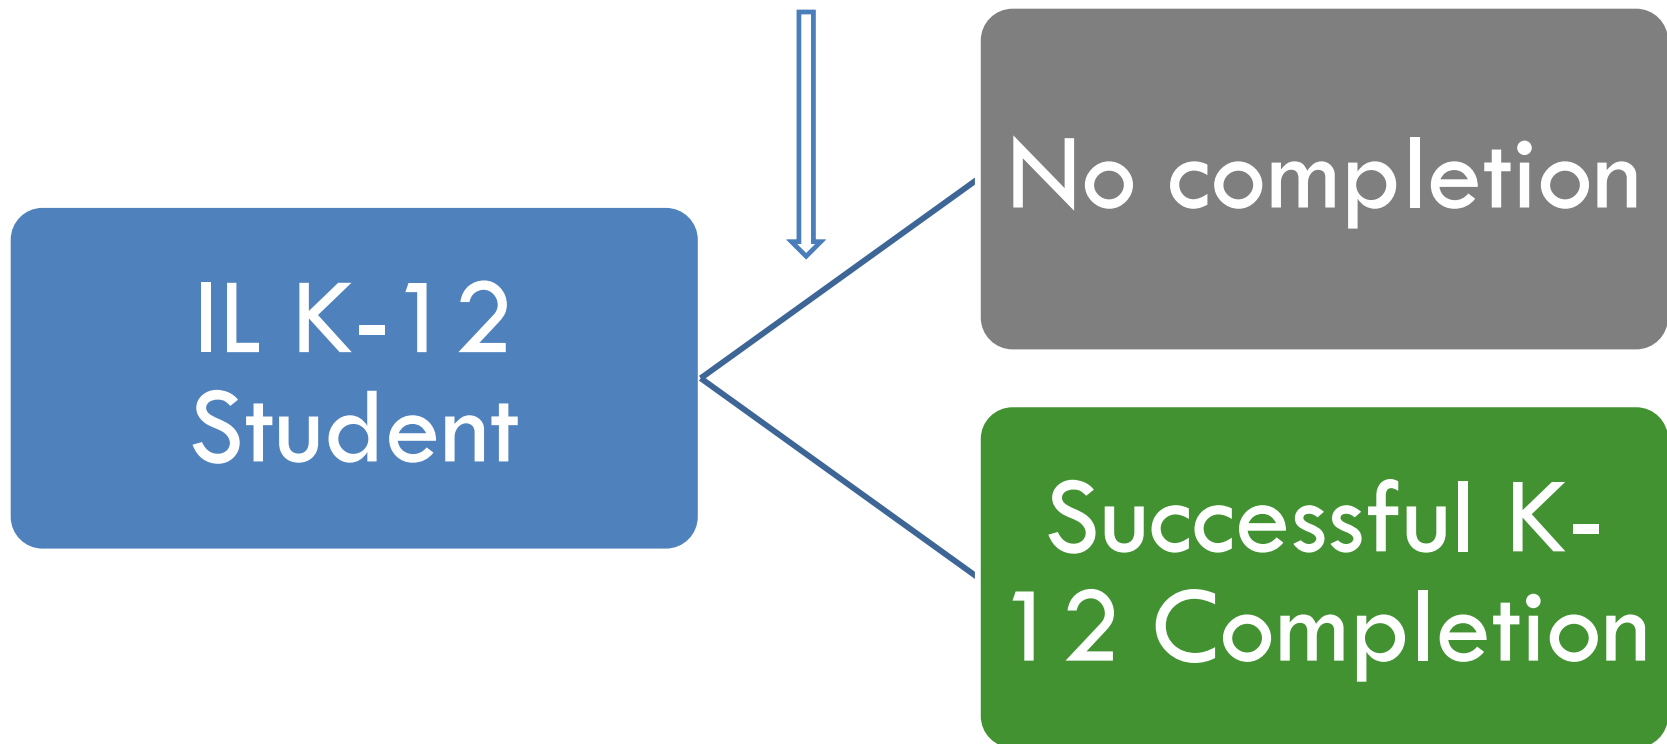 IL K-12
Student
No completion
Successful K-
12 Completion